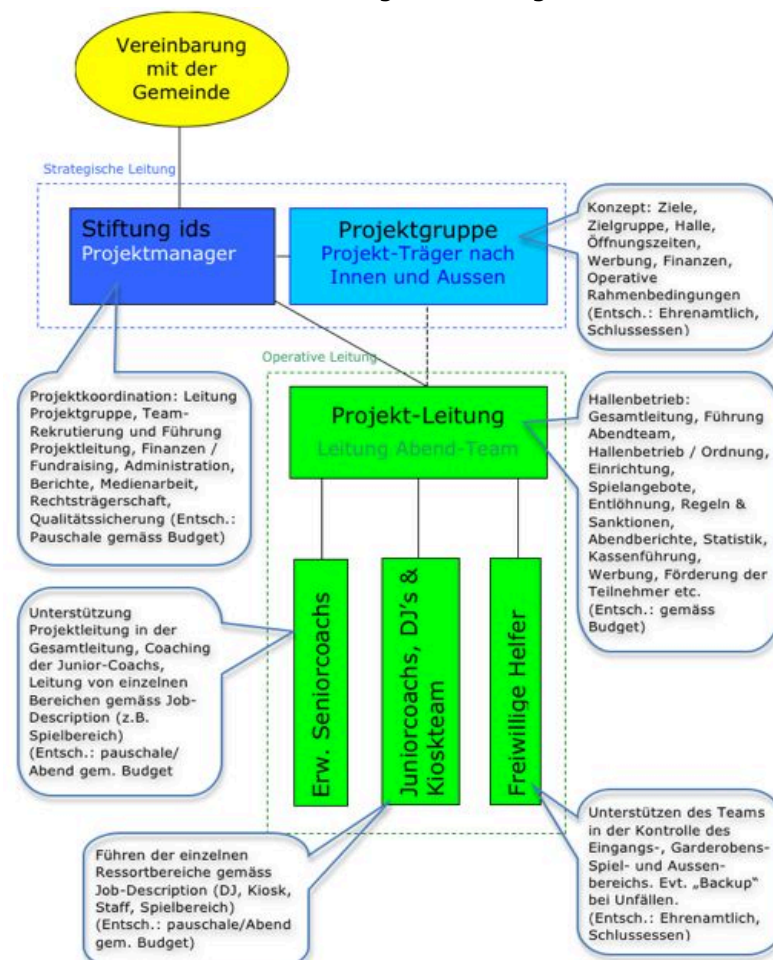 Vereinbarung
mit der
Gemeinde
Strategische Leitung
Stiftung ids
Projektmanager
Projektgruppe
Projekt-Träger nach
Innen und Aussen
Konzept: Ziele,
Zielgruppe, Halle,
Öffnungszeiten,
Werbung, Finanzen,
Operative
Rahmenbedingungen
(Entsch.: Ehrenamtlich,
Schlussessen)
Operative Leitung
Projektkoordination: Leitung
Projektgruppe, Team-
Rekrutierung und Führung
Projektleitung, Finanzen /
Fundraising, Administration,
Berichte, Medienarbeit,
Rechtsträgerschaft,
Qualitätssicherung (Entsch.:
Pauschale gemäss Budget)
Projekt-Leitung
Leitung Abend-Team
Hallenbetrieb:
Gesamtleitung, Führung
Abendteam,
Hallenbetrieb / Ordnung,
Einrichtung,
Spielangebote,
Entlöhnung, Regeln &
Sanktionen,
Abendberichte, Statistik,
Kassenführung,
Werbung, Förderung der
Teilnehmer etc.
(Entsch.: gemäss
Budget)
Unterstützung
Projektleitung in der
Gesamtleitung, Coaching
der Junior-Coachs,
Leitung von einzelnen
Bereichen gemäss Job-
Description (z.B.
Spielbereich)
(Entsch.: pauschale/
Abend gem. Budget
Erw. Seniorcoachs
Juniorcoachs, DJ's &
Kioskteam
Freiwillige Helfer
Führen der einzelnen
Ressortbereiche gemäss
Job-Description (DJ, Kiosk,
Staff, Spielbereich)
(Entsch.: pauschale/Abend
gem. Budget)
Unterstützen des Teams
in der Kontrolle des
Eingangs-, Garderobens-
Spiel- und Aussen-
bereichs. Evt. „Backup“
bei Unfällen.
(Entsch.: Ehrenamtlich,
Schlussessen)